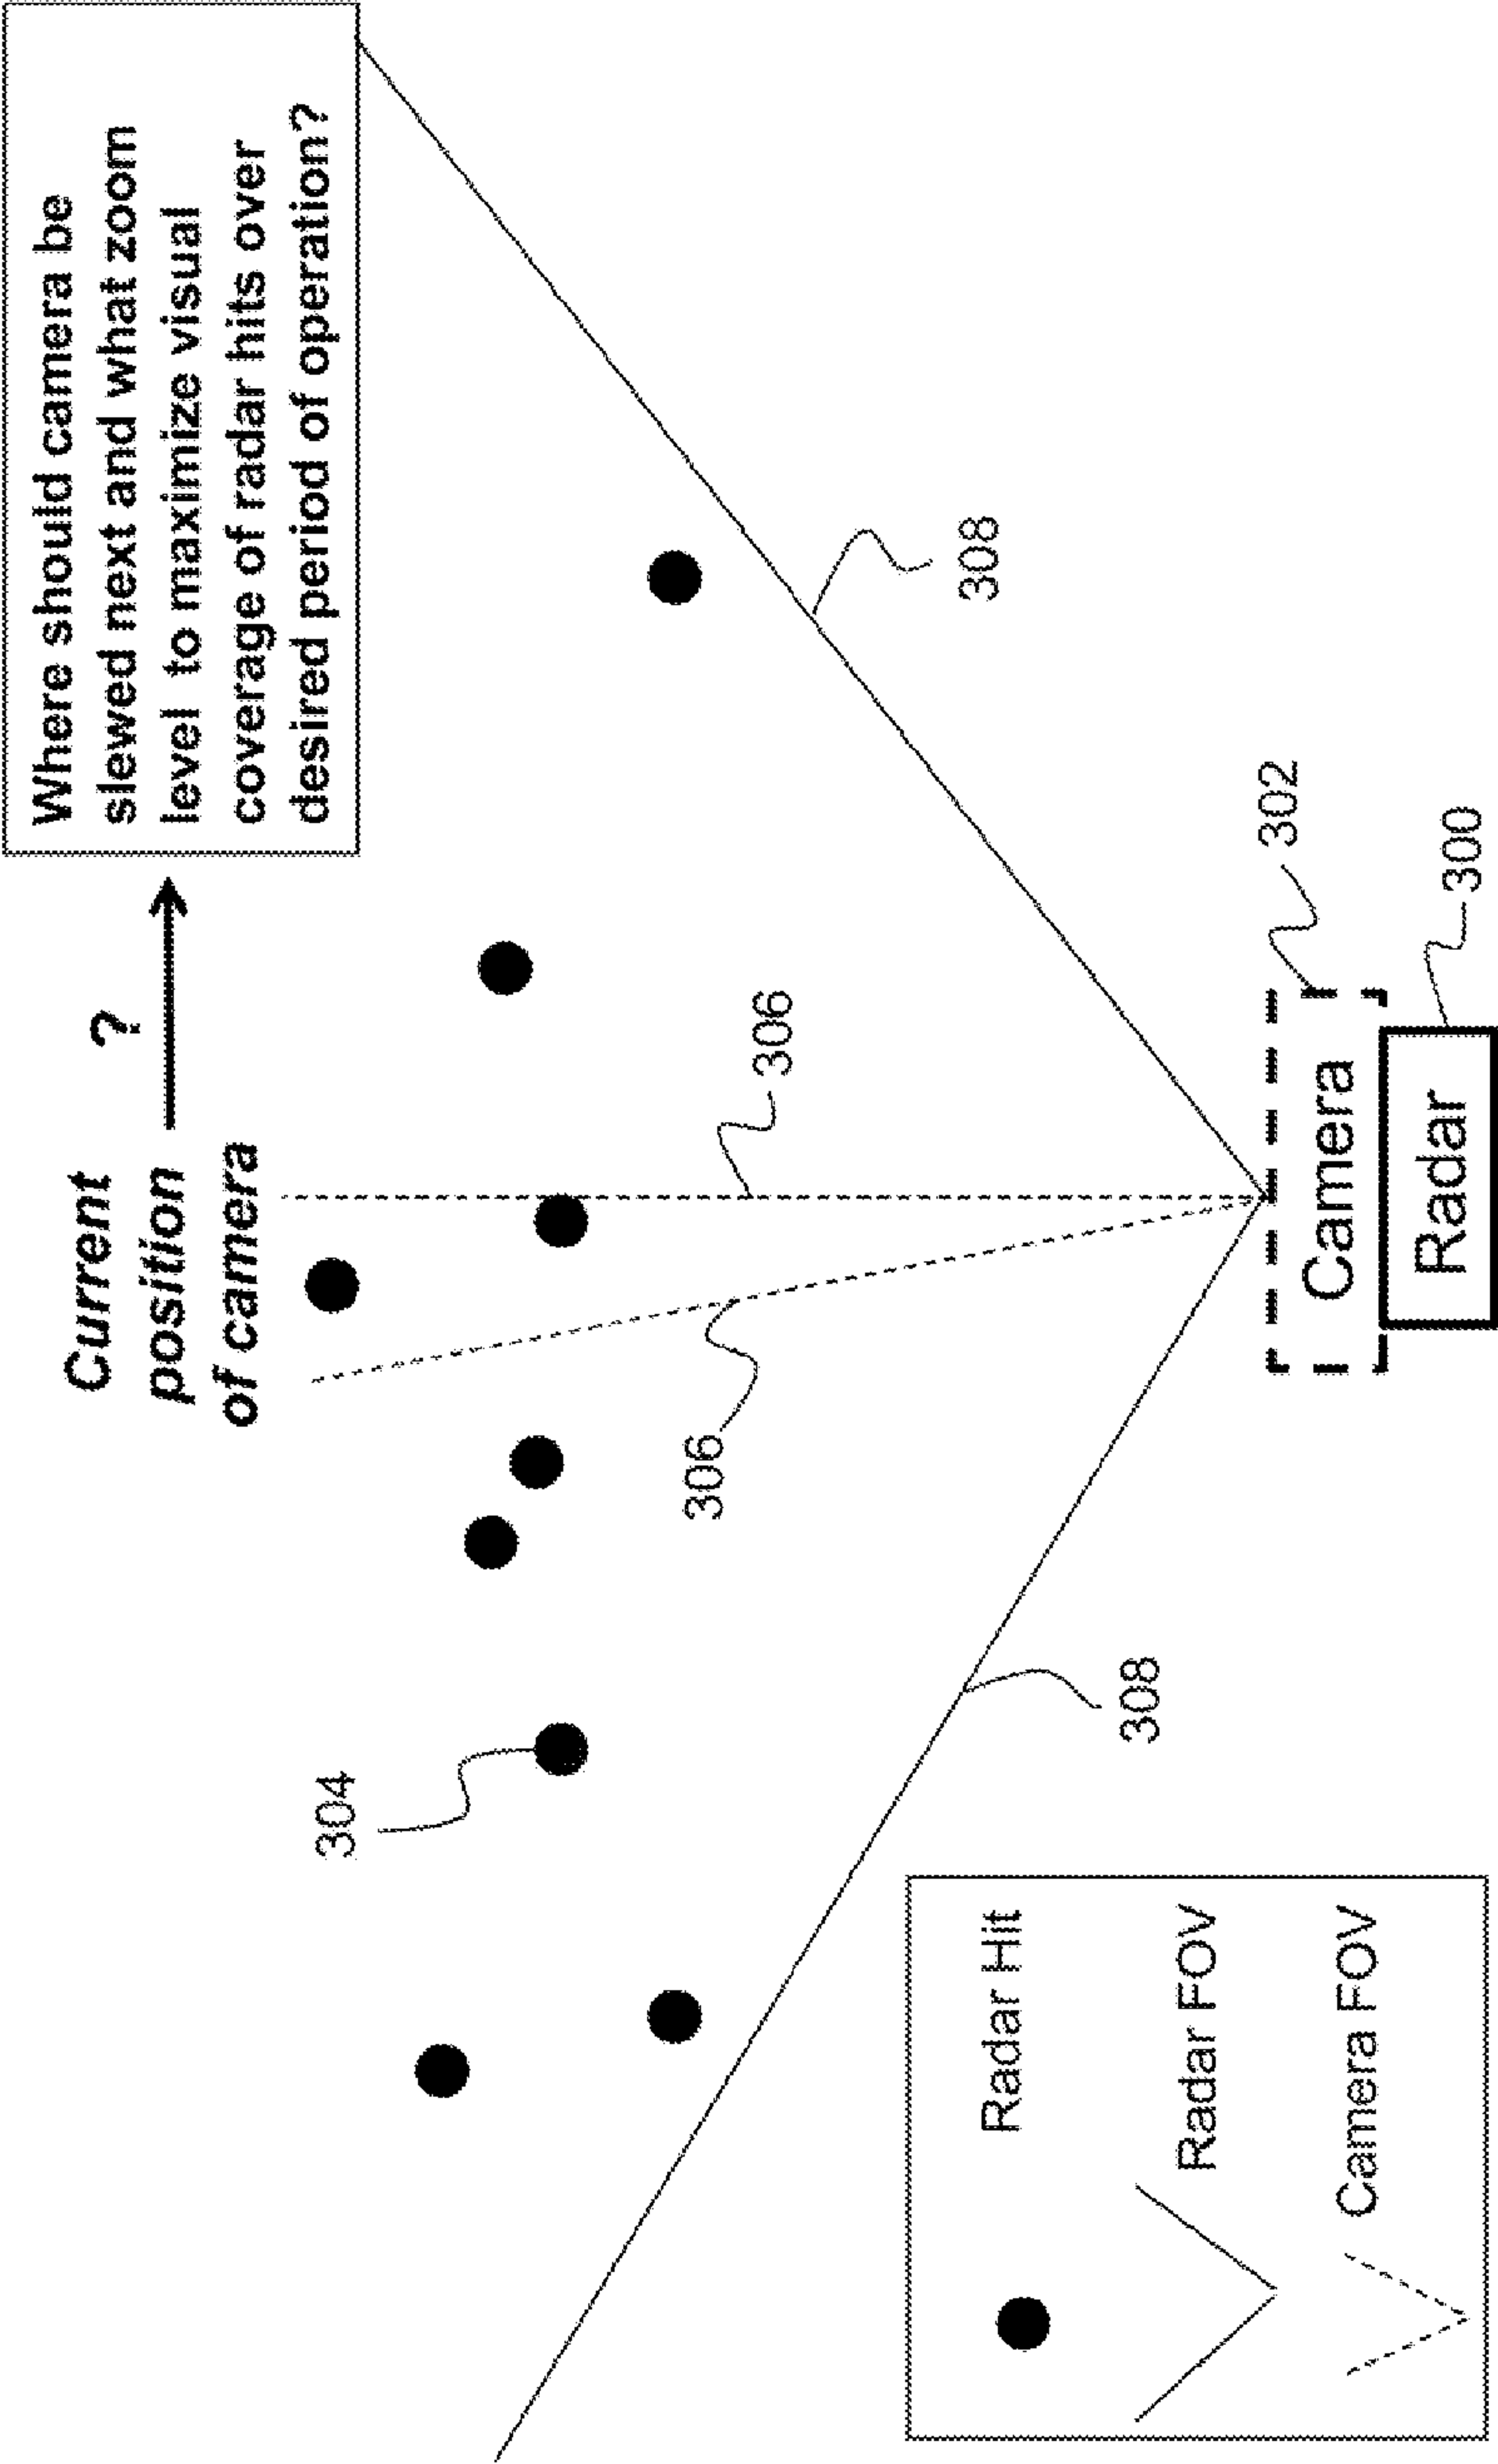 Current
position
of camera
?
Where should camera be
slewed next and what zoom
level to maximize visual
coverage of radar hits over
desired period of operation?
304
306
306
308
308
302
Camera
300
Radar
Radar Hit
Radar FOV
Camera FOV